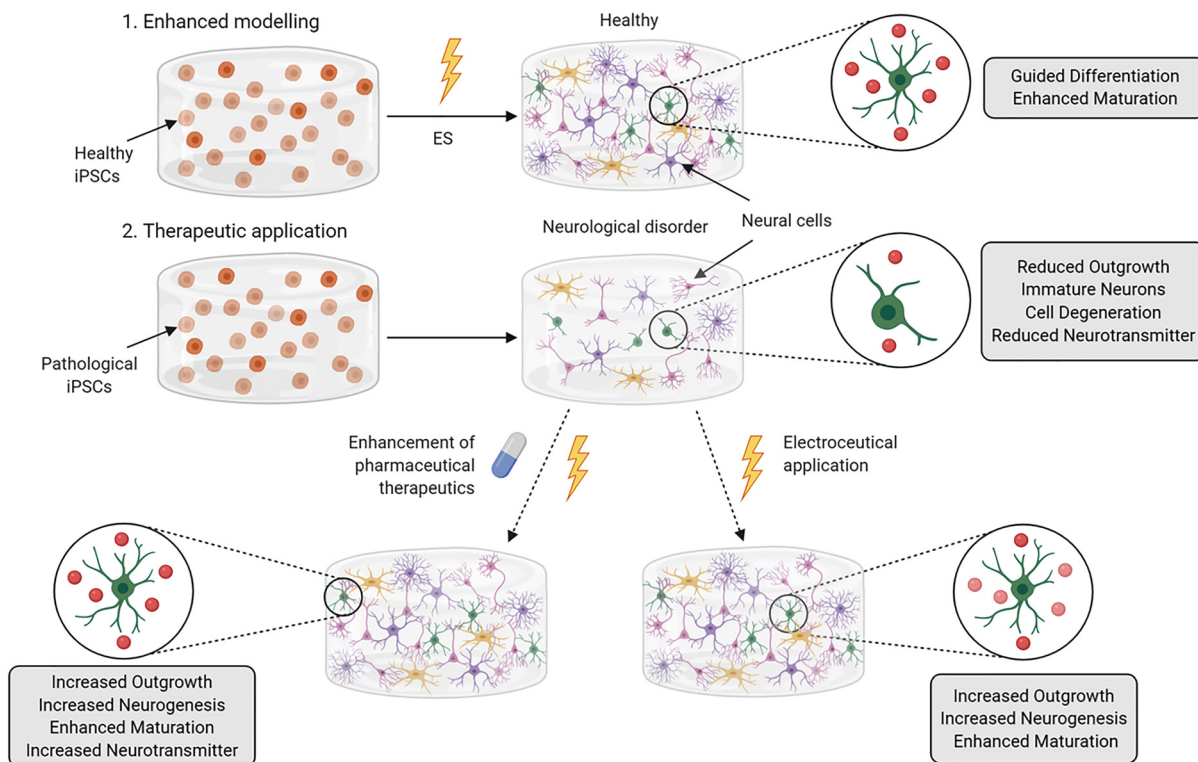 1. Enhanced modelling
Healthy
ES
Healthy
iPSCs
Guided Differentiation
Enhanced Maturation
Neural cells
2. Therapeutic application
Neurological disorder
Pathological
iPSCs
Reduced Outgrowth
Immature Neurons
Cell Degeneration
Reduced Neurotransmitter
Enhancement of
pharmaceutical
therapeutics
Electroceutical
application
Increased Outgrowth
Increased Neurogenesis
Enhanced Maturation
Increased Neurotransmitter
Increased Outgrowth
Increased Neurogenesis
Enhanced Maturation